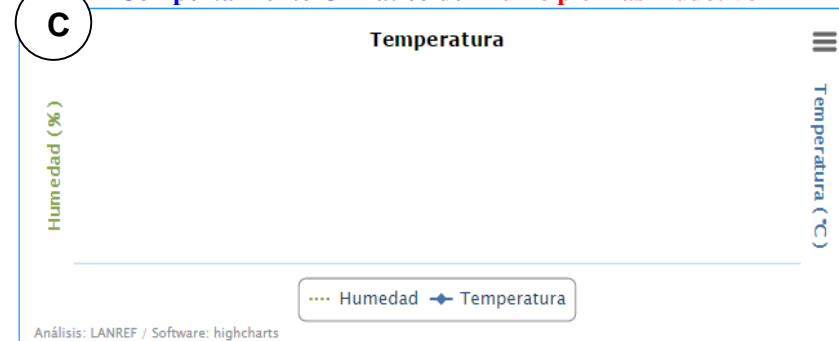 C
Temperatura
Humedad (%)
Temperatura (°C)
Humedad Temperatura
Análisis: LANREF / Software: highcharts